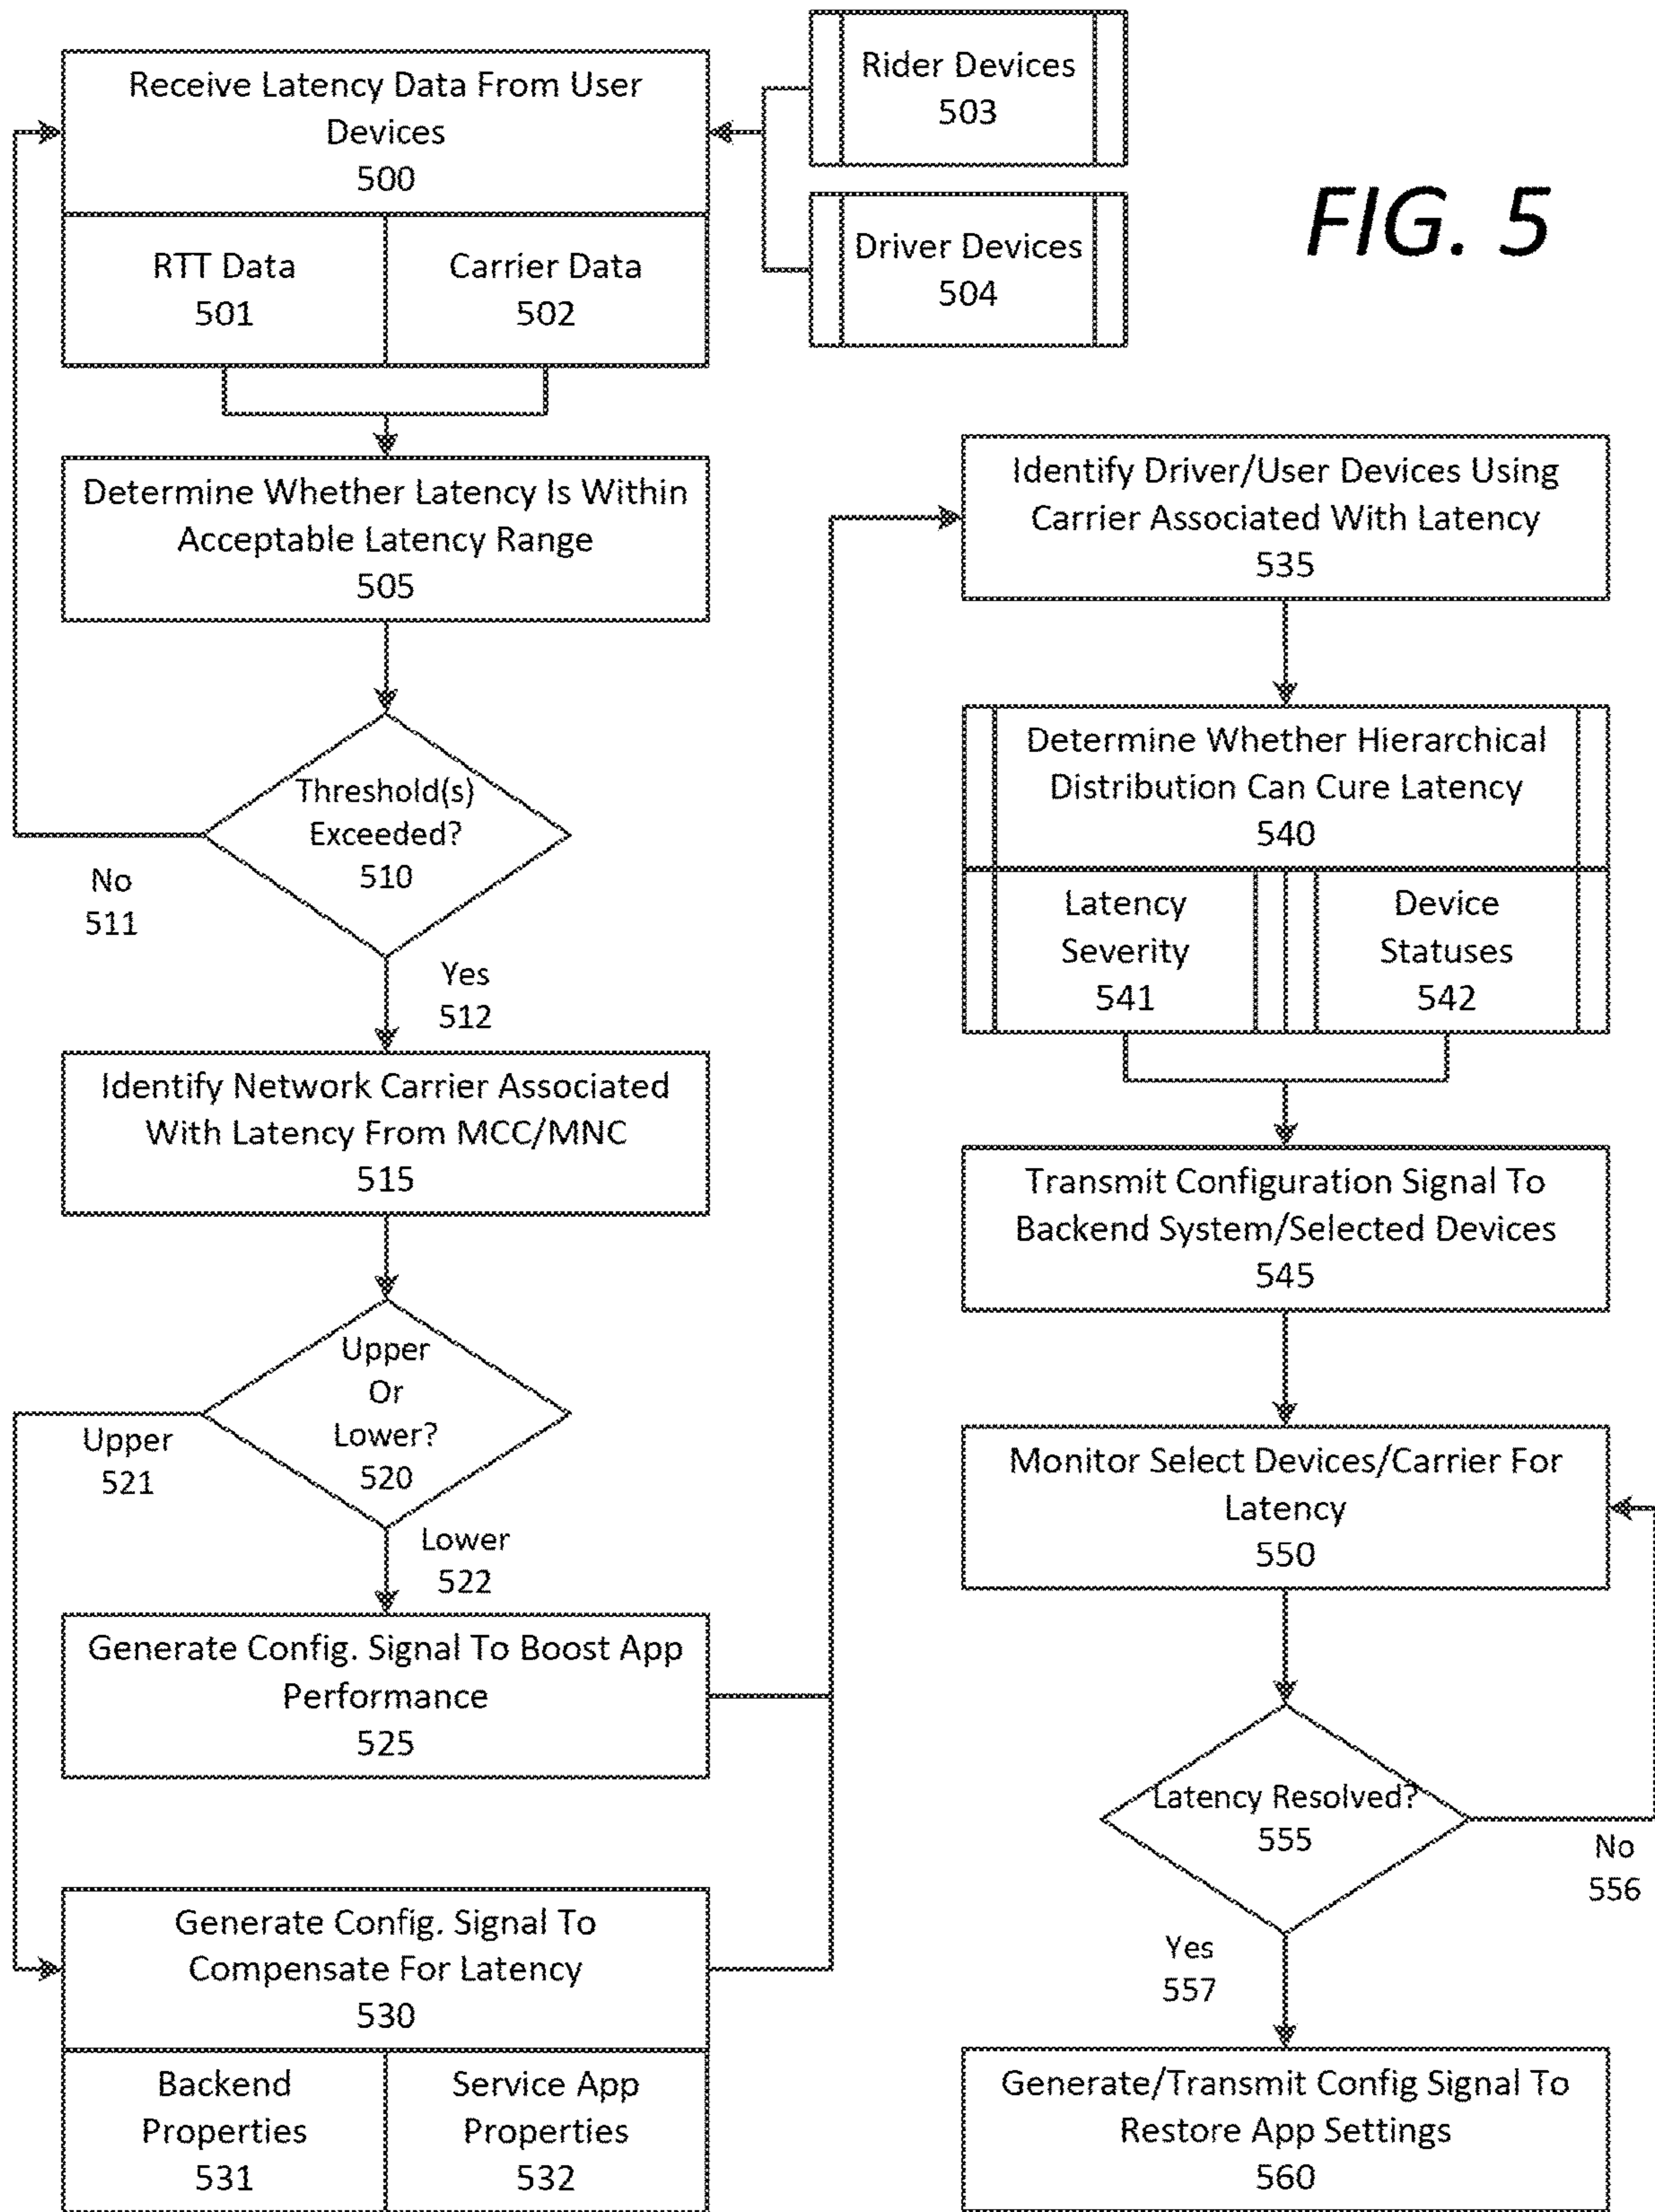 FIG. 5
Receive Latency Data From User
Devices
500
RTT Data
501
Carrier Data
502
Rider Devices
503
Driver Devices
504
Determine Whether Latency Is Within
Acceptable Latency Range
505
Threshold(s)
Exceeded?
510
No
511
Yes
512
Identify Network Carrier Associated
With Latency From MCC/MNC
515
Upper
Or
Lower?
520
Upper
521
Lower
522
Generate Config. Signal To Boost App
Performance
525
Generate Config. Signal To
Compensate For Latency
530
Backend
Properties
531
Service App
Properties
532
Identify Driver/User Devices Using
Carrier Associated With Latency
535
Determine Whether Hierarchical
Distribution Can Cure Latency
540
Latency
Severity
541
Device
Statuses
542
Transmit Configuration Signal To
Backend System/Selected Devices
545
Monitor Select Devices/Carrier For
Latency
550
Latency Resolved?
555
No
556
Yes
557
Generate/Transmit Config Signal To
Restore App Settings
560